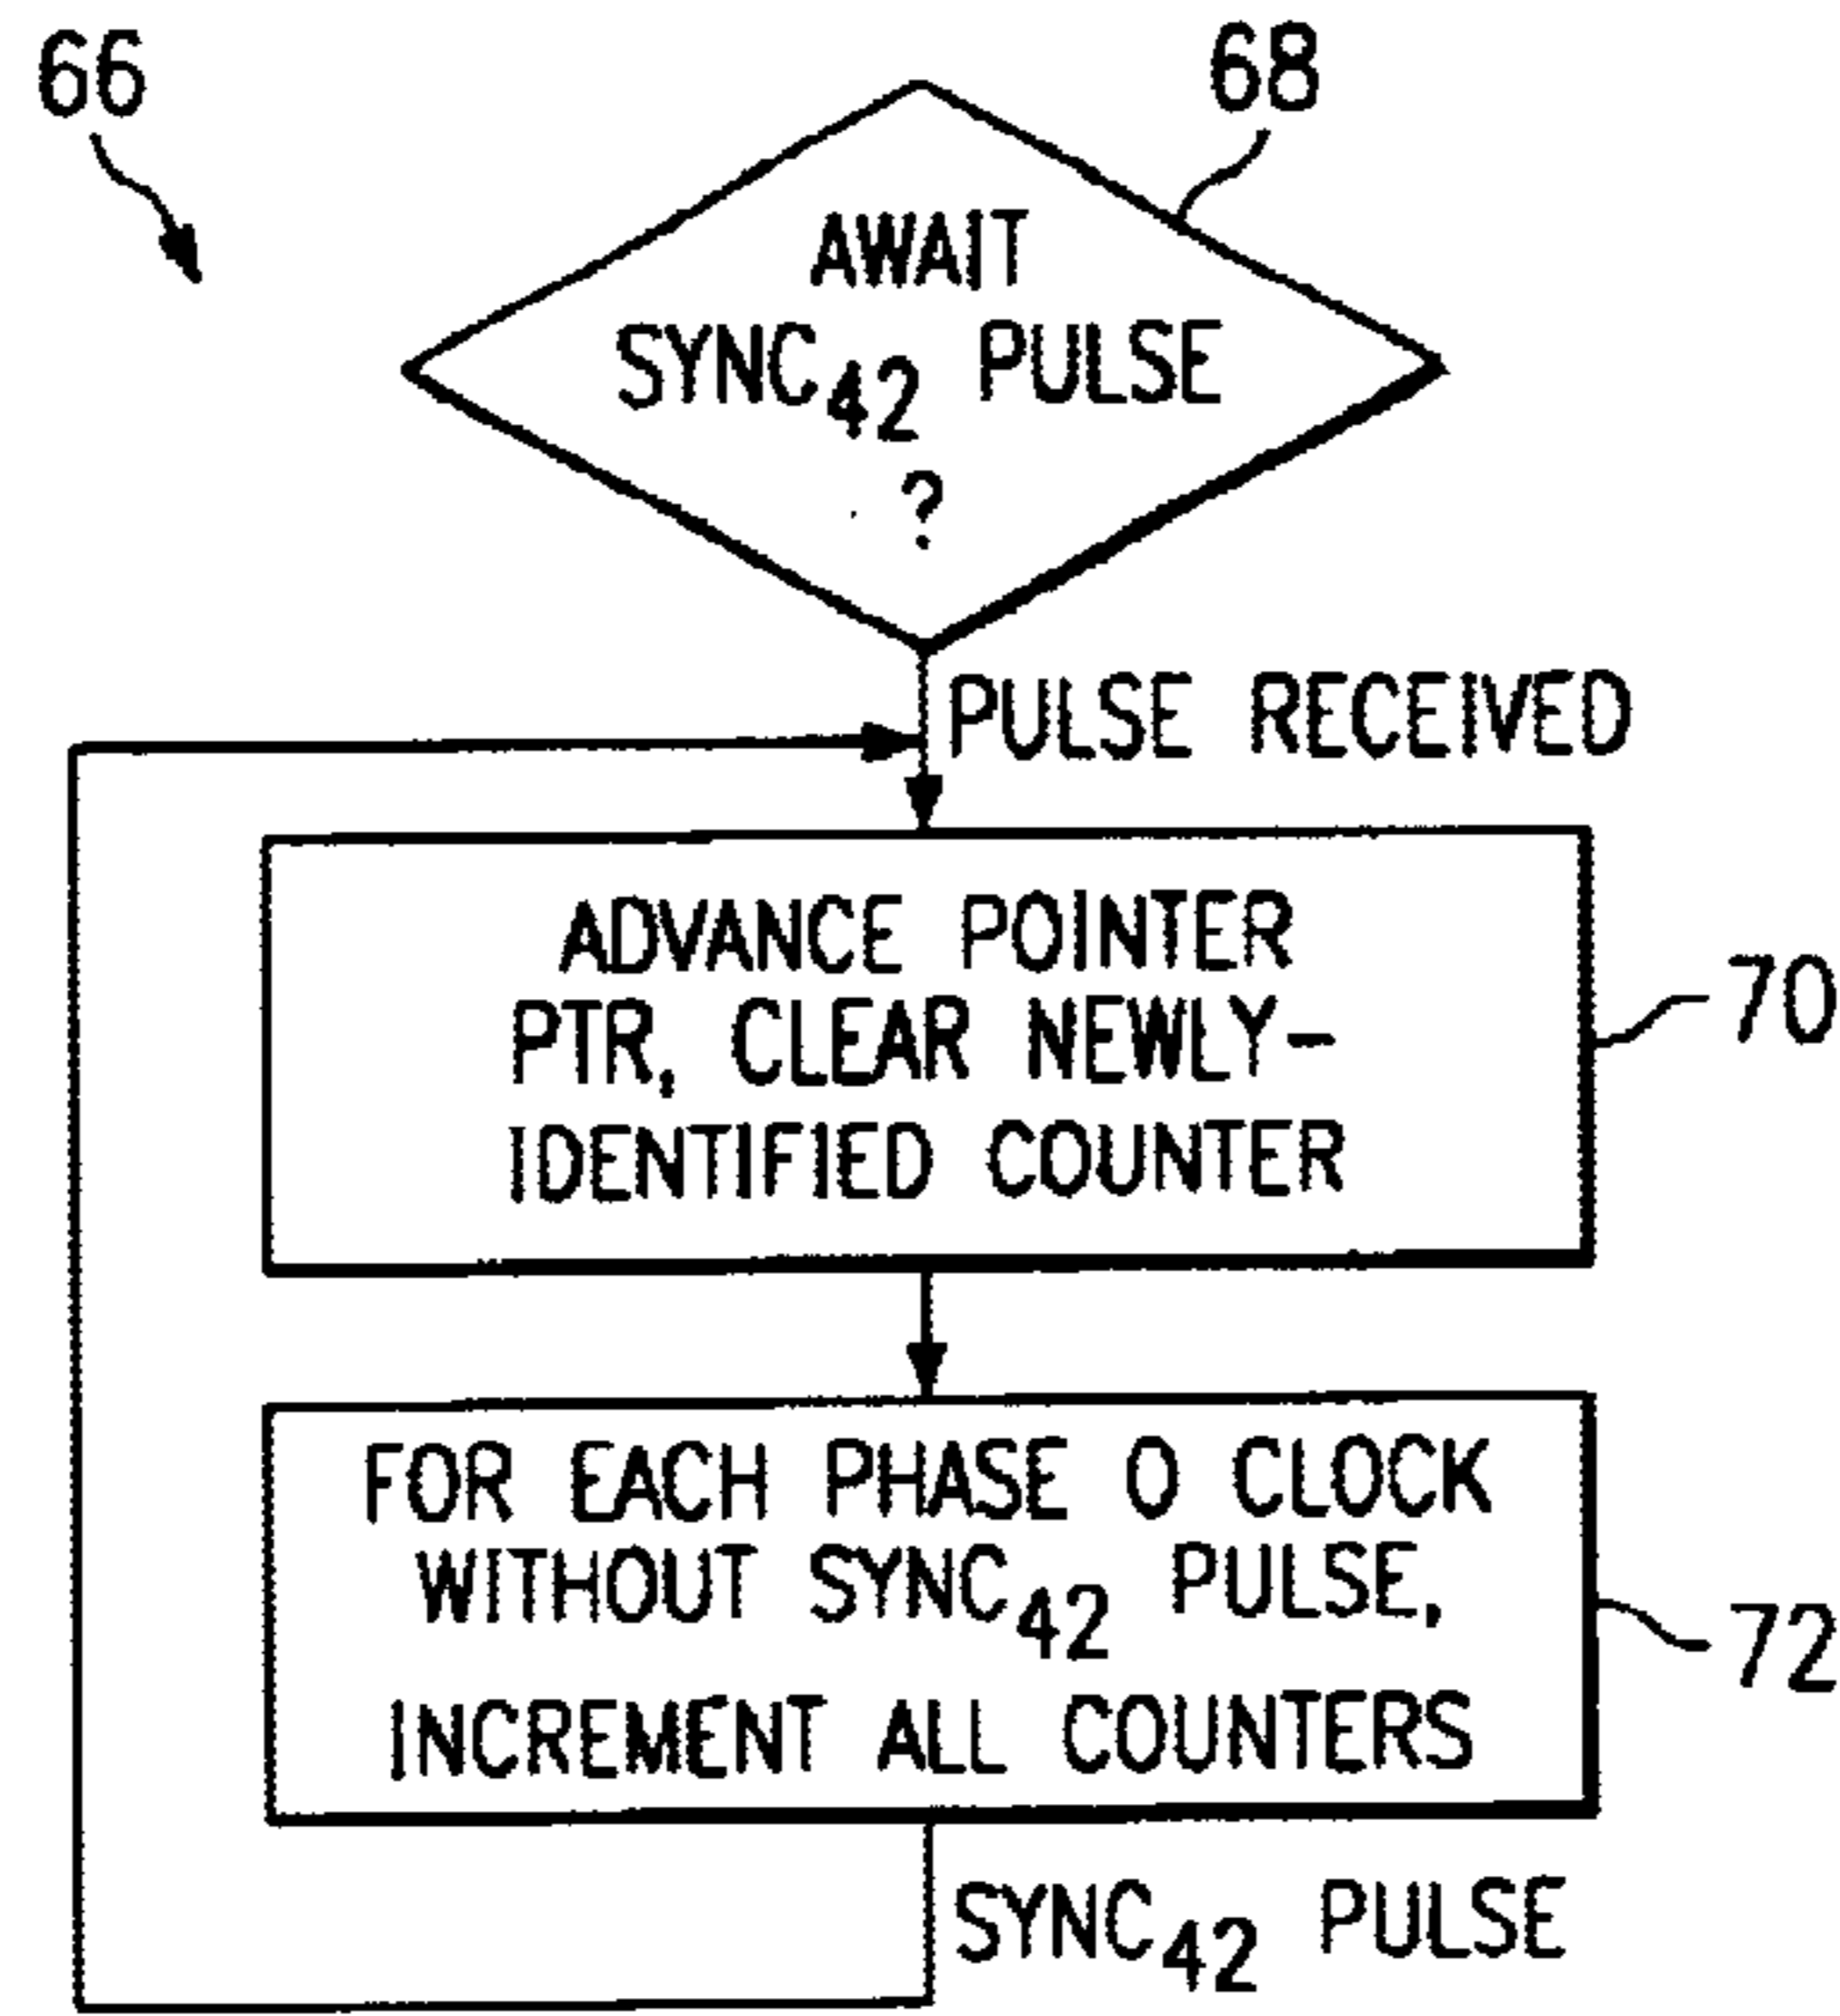 66
68
AWAIT
SYNC42 PULSE
?
PULSE RECEIVED
ADVANCE POINTER
PTR, CLEAR NEWLY-
IDENTIFIED COUNTER
70
FOR EACH PHASE 0 CLOCK
WITHOUT SYNC42 PULSE,
INCREMENT ALL COUNTERS
72
SYNC42 PULSE